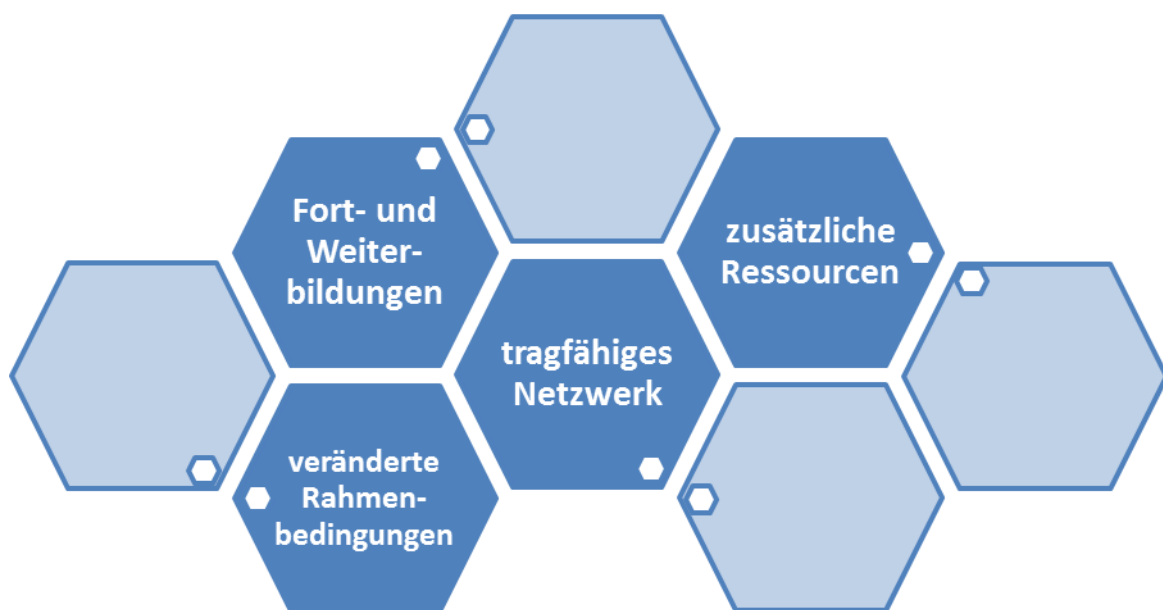 Fort- und
Weiter-
bildungen
zusätzliche
Ressourcen
tragfähiges
Netzwerk
veränderte
Rahmen-
bedingungen